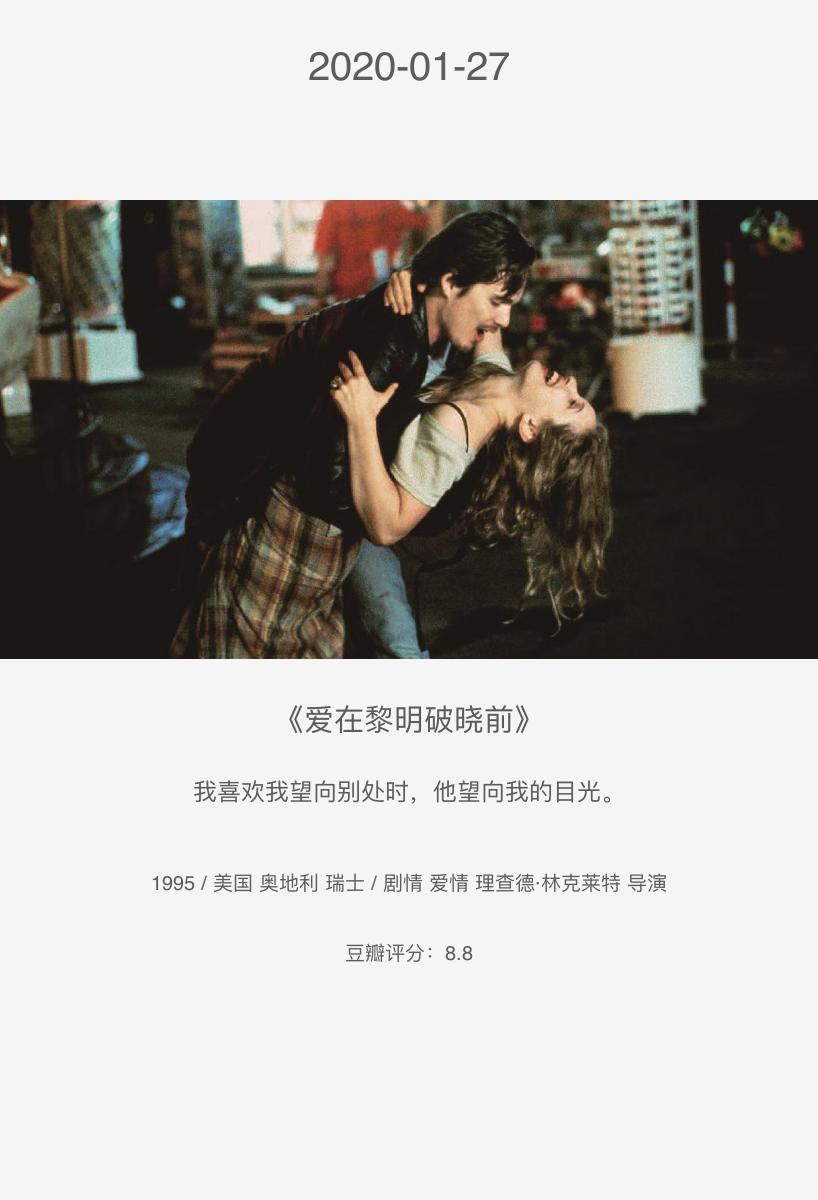 2020-01-27
《爱在黎明破晓前》
我喜欢我望向别处时，他望向我的目光。
1995 / 美国 奥地利 瑞士 / 剧情 爱情 理查德·林克莱特 导演
豆瓣评分：8.8